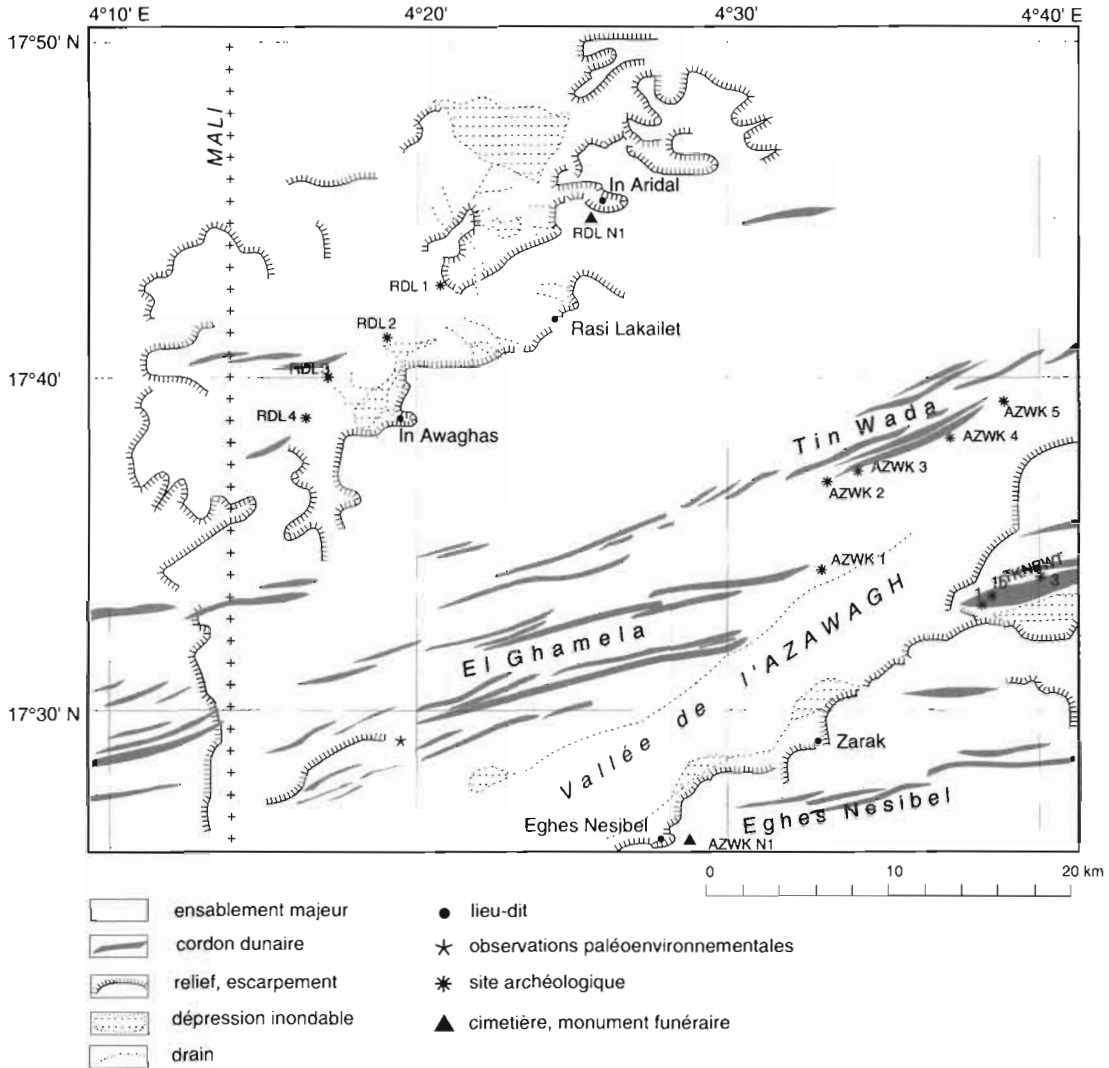 4°10' 4°20' 4°30' 4°40' E
17°50' N
MALI
In Aridal
RDL N1
RDL 1
Rasi Lakailet
RDL 2
17°40'
RDL 3
RDL 4
In Awaghas
Tin Wada
AZWK 5
AZWK 4
AZWK 3
AZWK 2
AZWK 1
El Ghamela
Vallée de l'AZAWAGH
17°30' N
Zarak
Eghes Nesibel
Eghes Nesibel
AZWK N1
0 10 20 km
ensablement majeur
cordon dunaire
relief, escarpement
dépression inondable
drain
lieu-dit
observations paléoenvironnementales
site archéologique
cimetière, monument funéraire